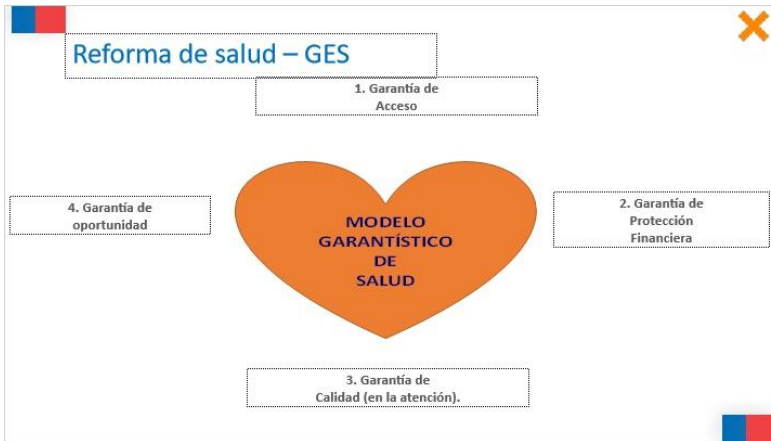 Reforma de salud – GES
1. Garantía de
Acceso
4. Garantía de
oportunidad
MODELO
GARANTÍSTICO
DE
SALUD
2. Garantía de
Protección
Financiera
3. Garantía de
Calidad (en la atención).